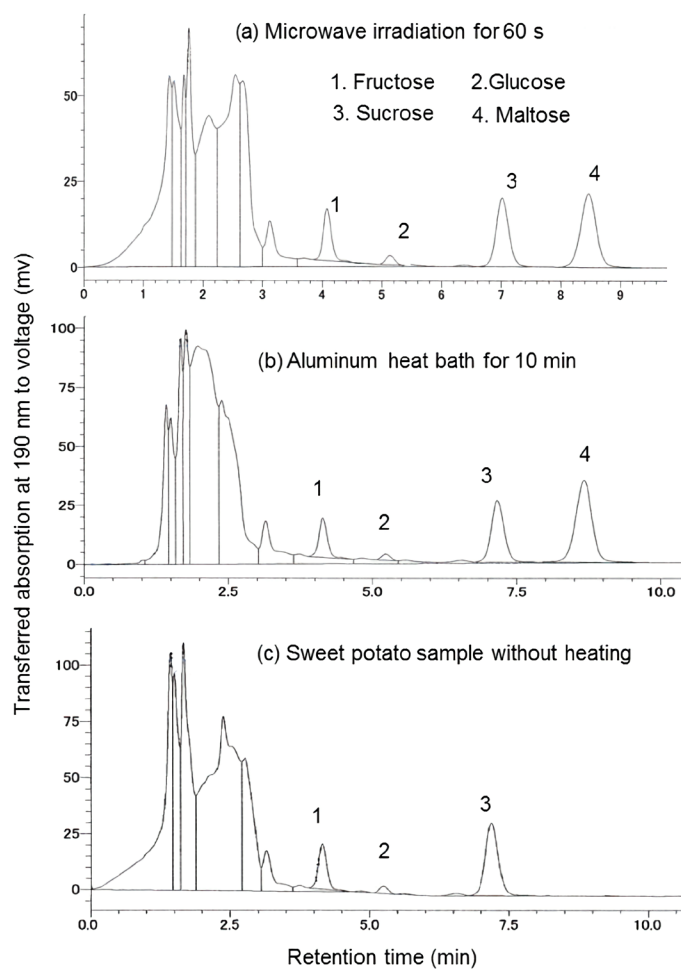 (a) Microwave irradiation for 60 s
1. Fructose 2.Glucose
3. Sucrose 4. Maltose
50
25
0
1
2
3
4
0 1 2 3 4 5 6 7 8 9
Transferred absorption at 190 nm to voltage (mv)
(b) Aluminum heat bath for 10 min
100
75
50
25
0
1
2
3
4
0.0 2.5 5.0 7.5 10.0
(c) Sweet potato sample without heating
100
75
50
25
0
1
2
3
0.0 2.5 5.0 7.5 10.0
Retention time (min)